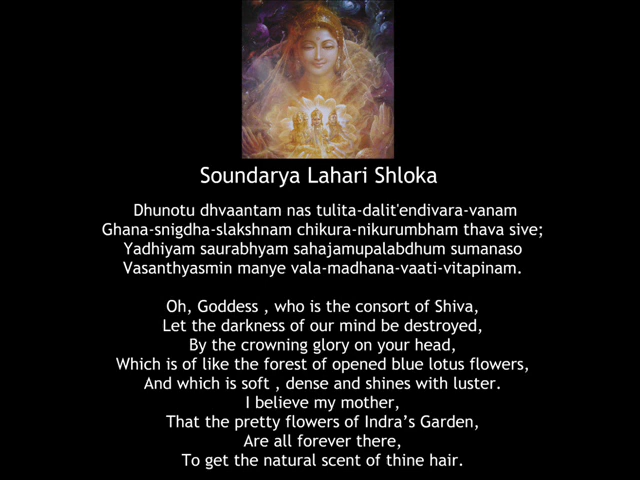 Soundarya Lahari Shloka
Dhunotu dhvaantam nas tulita-dalit'endivara-vanam
Ghana-snigdha-slakshnam chikura-nikurumbham thava sive;
Yadhiyam saurabhyam sahajamupalabdhum sumanaso
Vasanthyasmin manye vala-madhana-vaati-vitapinam.
Oh, Goddess , who is the consort of Shiva,
Let the darkness of our mind be destroyed,
By the crowning glory on your head,
Which is of like the forest of opened blue lotus flowers,
And which is soft , dense and shines with luster.
I believe my mother,
That the pretty flowers of Indra’s Garden,
Are all forever there,
To get the natural scent of thine hair.